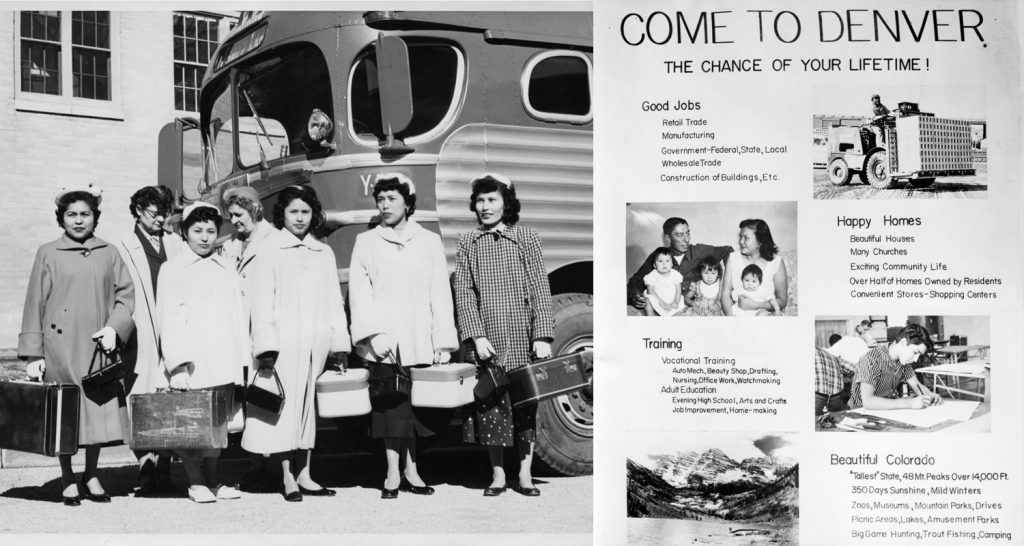 COME TO DENVER
THE CHANCE OF YOUR LIFETIME!
Good Jobs
Retail Trade
Manufacturing
Government-Federal, State, Local
Wholesale Trade
Construction of Buildings, Etc.
Happy Homes
Beautiful Houses
Many Churches
Exciting Community Life.
Over Half of Homes Owned by Residents
Convenient Stores-Shopping Centers
Training
Vocational Training
Auto Mech., Beauty Shop, Drafting,
Nursing, Office Work, Watchmaking
Adult Education
Evening High School, Arts and Crafts
Job Improvement, Home-making
Beautiful Colorado
"Tallest" State, 48 Mt. Peaks Over 14,000 Ft.
350 Days Sunshine, Mild Winters
Zoos, Museums, Mountain Parks, Drives
Picnic Areas, Lakes, Amusement Parks
Big Game Hunting, Trout Fishing, Camping